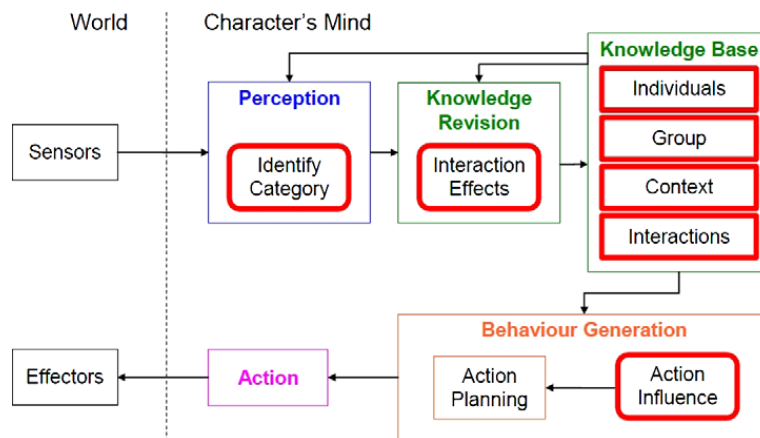 World
Character's Mind
Knowledge Base
Individuals
Group
Context
Interactions
Perception
Identify
Category
Knowledge
Revision
Interaction
Effects
Sensors
Behaviour Generation
Action
Planning
Action
Influence
Action
Effectors